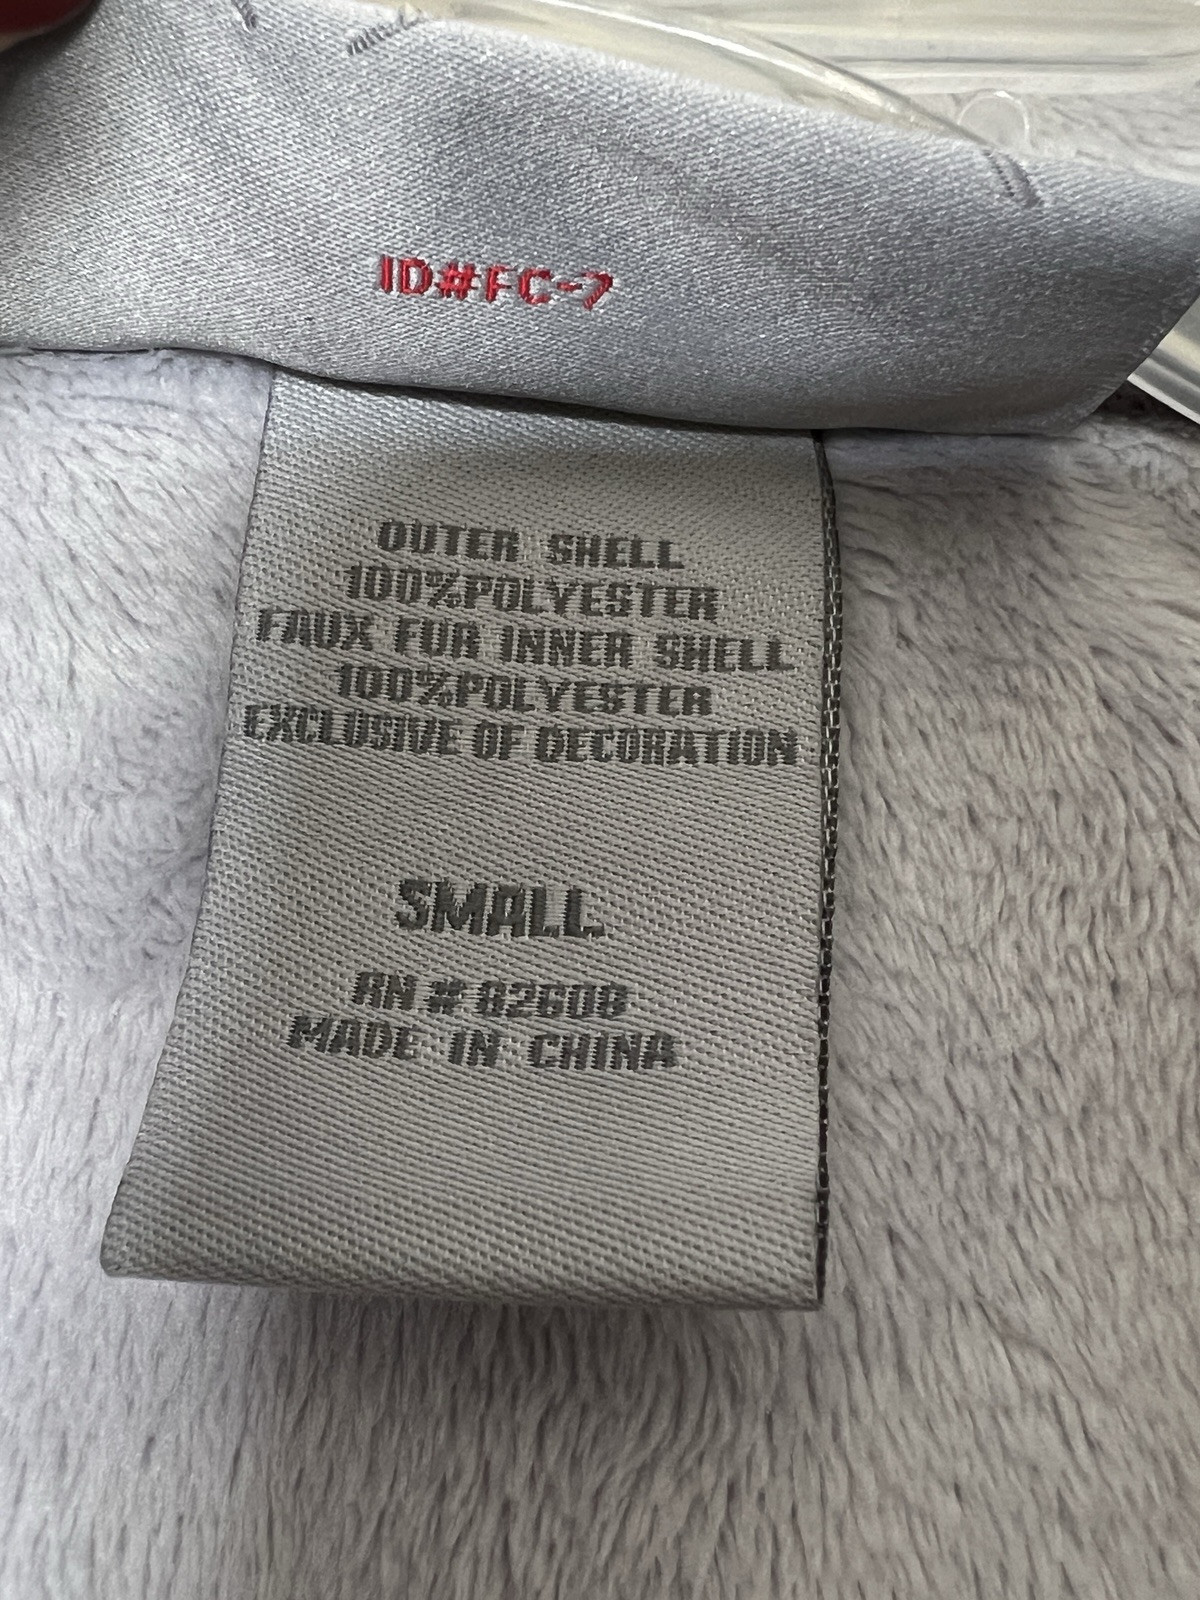 ID#FC-7
OUTER SHELL
100%POLYESTER
FAUX FUR INNER SHELL
100%POLYESTER
EXCLUSIVE OF DECORATION
SMALL
RN # 82608
MADE IN CHINA